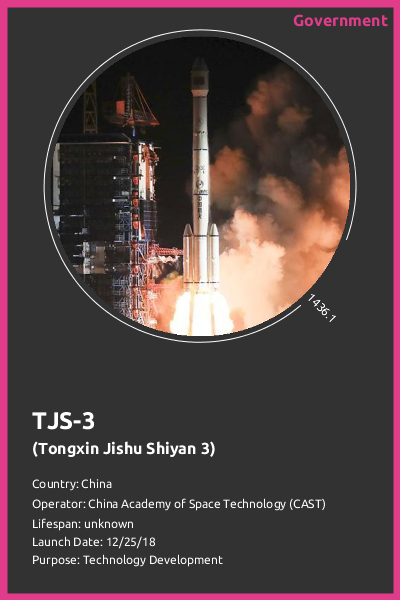 Government
1436.1
TJS-3
(Tongxin Jishu Shiyan 3)
Country: China
Operator: China Academy of Space Technology (CAST)
Lifespan: unknown
Launch Date: 12/25/18
Purpose: Technology Development